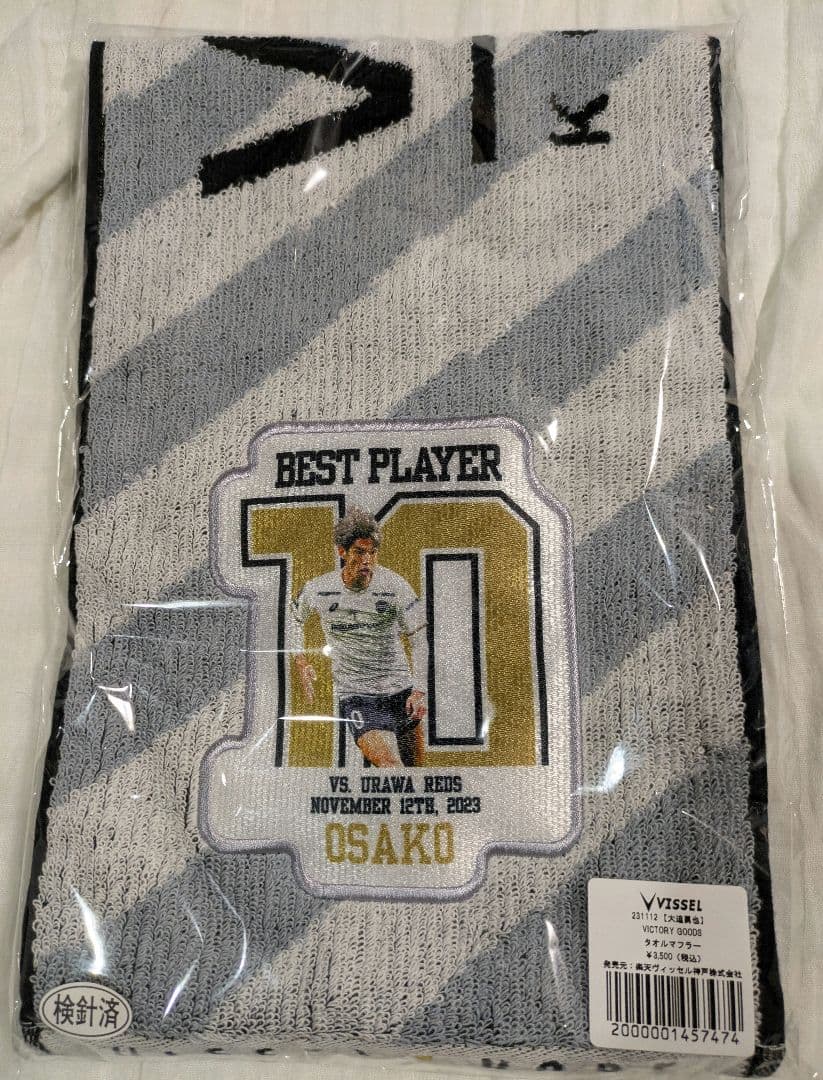 K
BEST PLAYER
10
VS. URAWA REDS
NOVEMBER 12TH, 2023
OSAKO
検針済
VISSEL
231112 【大迫勇也】
VICTORY GOODS
タオルマフラー
¥3,500（税込）
発売元：楽天ヴィッセル神戸株式会社
2000001457474